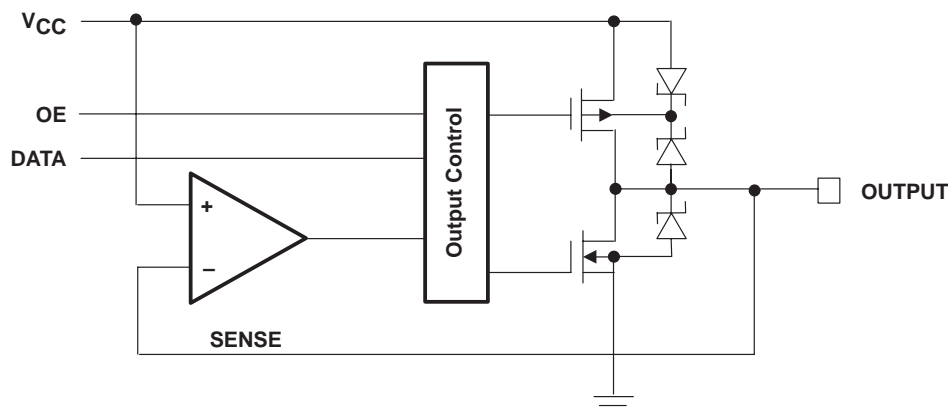 VCC
OE
DATA
Output Control
OUTPUT
+
–
SENSE